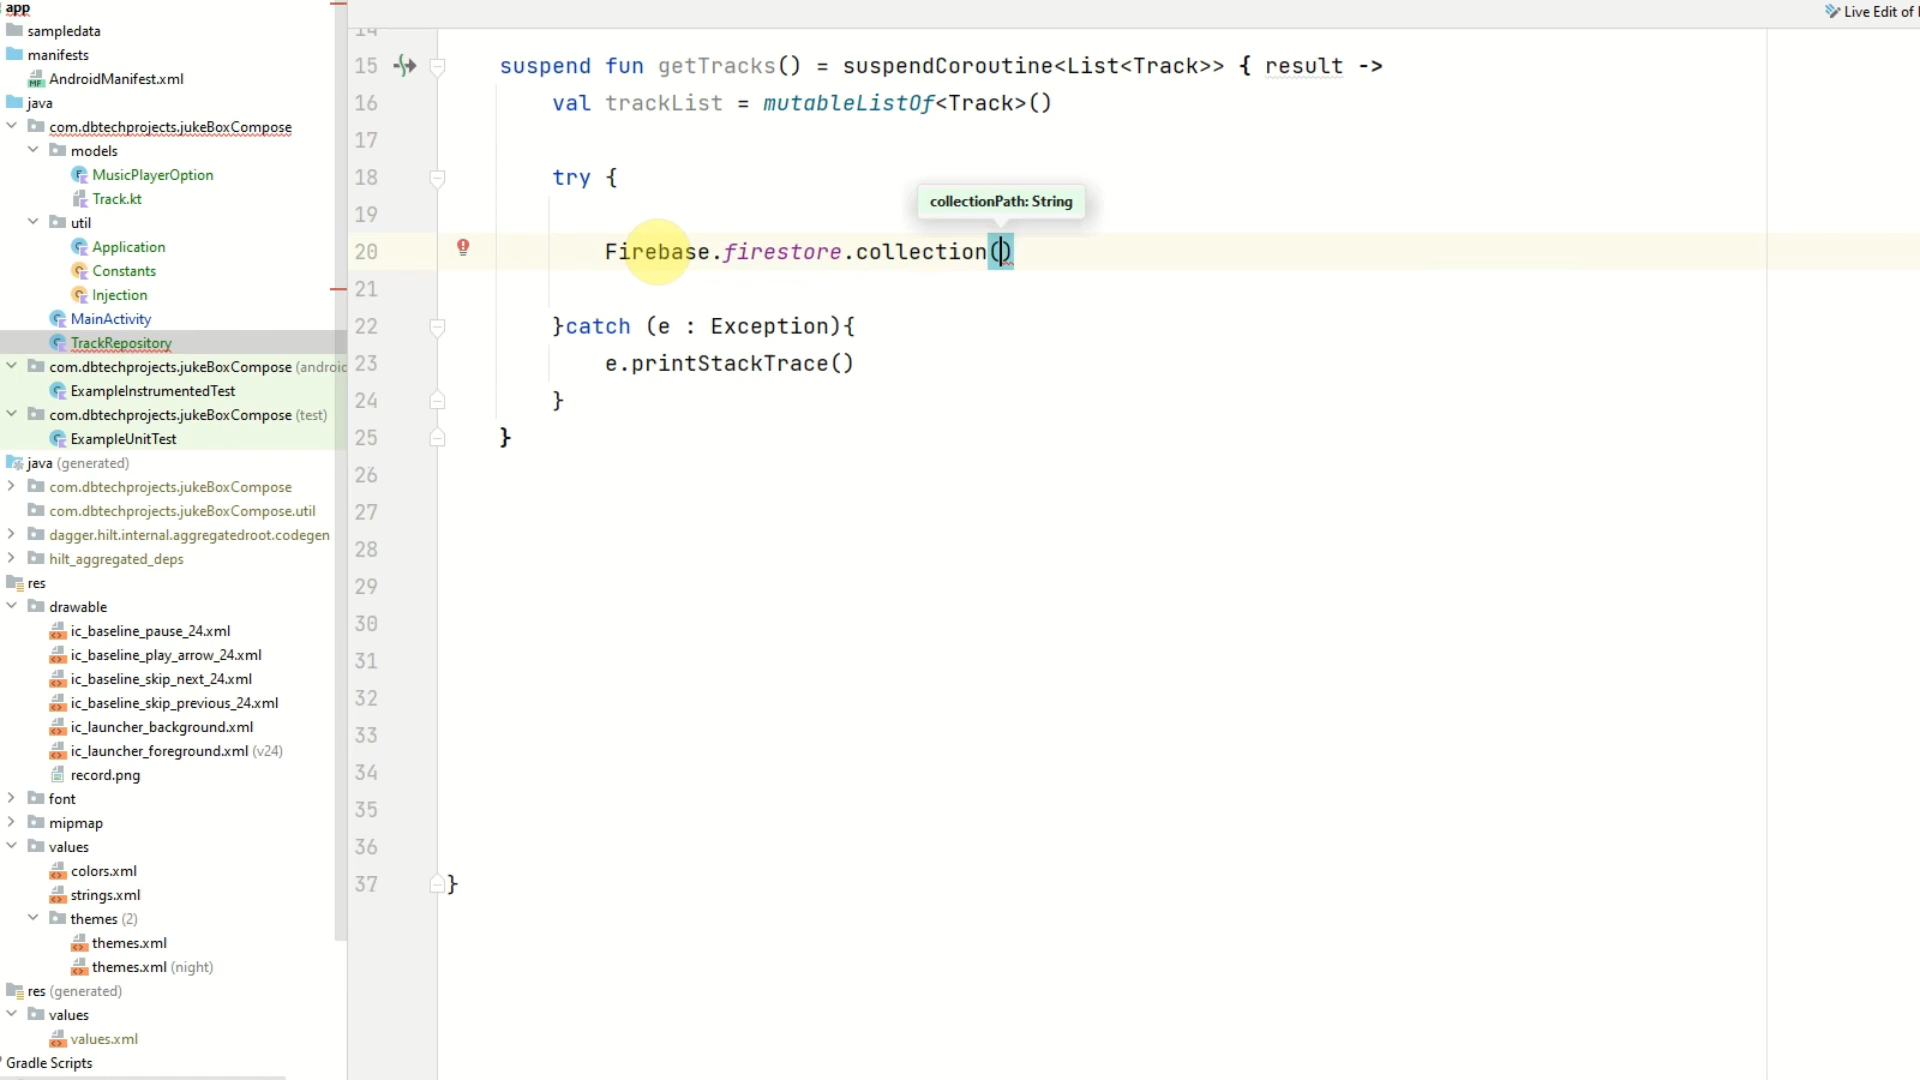 app
sampledata
manifests
AndroidManifest.xml
java
com.dbtechprojects.jukeBoxCompose
models
MusicPlayerOption
Track.kt
util
Application
Constants
Injection
MainActivity
TrackRepository
com.dbtechprojects.jukeBoxCompose (androic
ExampleInstrumentedTest
com.dbtechprojects.jukeBoxCompose (test)
ExampleUnitTest
java (generated)
com.dbtechprojects.jukeBoxCompose
com.dbtechprojects.jukeBoxCompose.util
dagger.hilt.internal.aggregatedroot.codegen
hilt_aggregated_deps
res
drawable
ic_baseline_pause_24.xml
ic_baseline_play_arrow_24.xml
ic_baseline_skip_next_24.xml
ic_baseline_skip_previous_24.xml
ic_launcher_background.xml
ic_launcher_foreground.xml (v24)
record.png
font
mipmap
values
colors.xml
strings.xml
themes (2)
themes.xml
themes.xml (night)
res (generated)
values
values.xml
Gradle Scripts
Live Edit of
14
15 suspend fun getTracks() = suspendCoroutine<List<Track>> { result ->
16 val trackList = mutableListOf<Track>()
17
18 try {
collectionPath: String
19
20 Firebase.firestore.collection()
21
22 }catch (e : Exception){
23 e.printStackTrace()
24 }
25 }
26
27
28
29
30
31
32
33
34
35
36
37 }